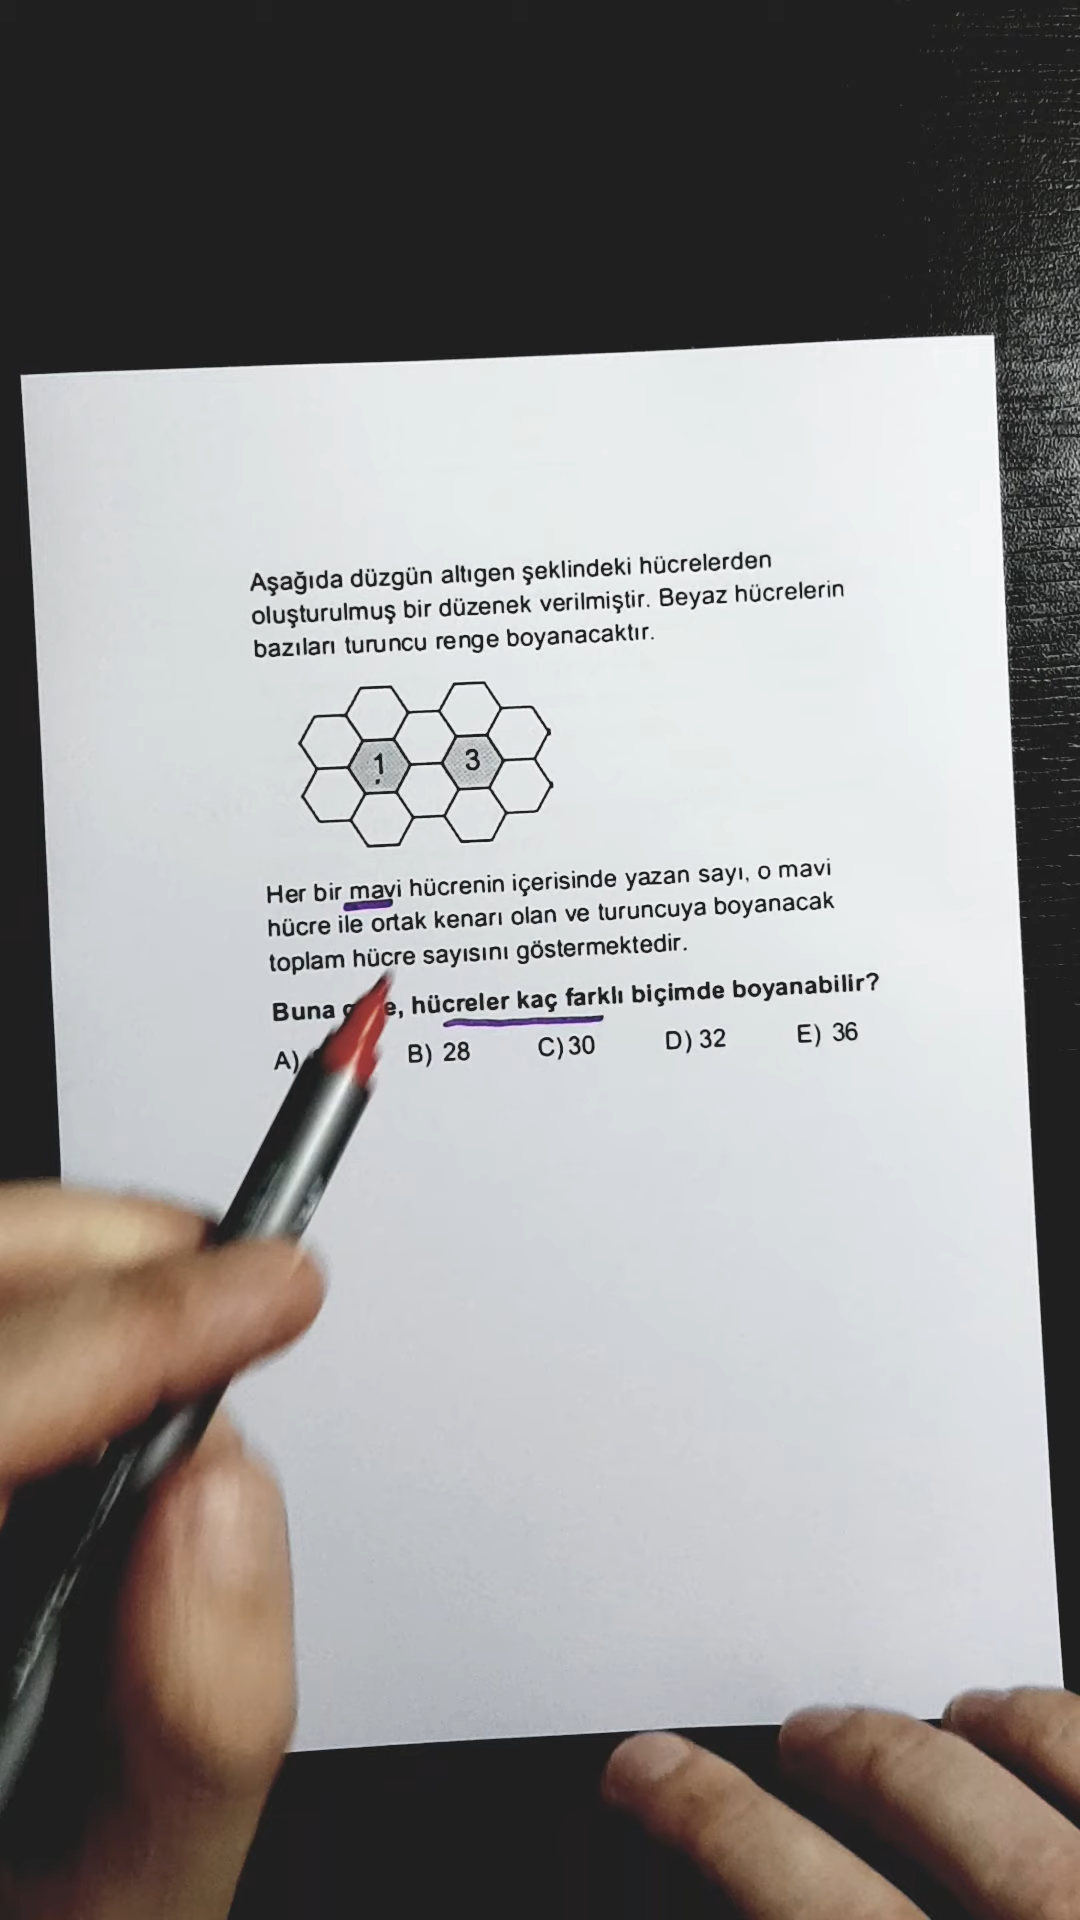 Aşağıda düzgün altıgen şeklindeki hücrelerden
oluşturulmuş bir düzenek verilmiştir. Beyaz hücrelerin
bazıları turuncu renge boyanacaktır.
1 3
Her bir mavi hücrenin içerisinde yazan sayı, o mavi
hücre ile ortak kenarı olan ve turuncuya boyanacak
toplam hücre sayısını göstermektedir.
Buna hücreler kaç farklı biçimde boyanabilir?
A) B) 28 C) 30 D) 32 E) 36